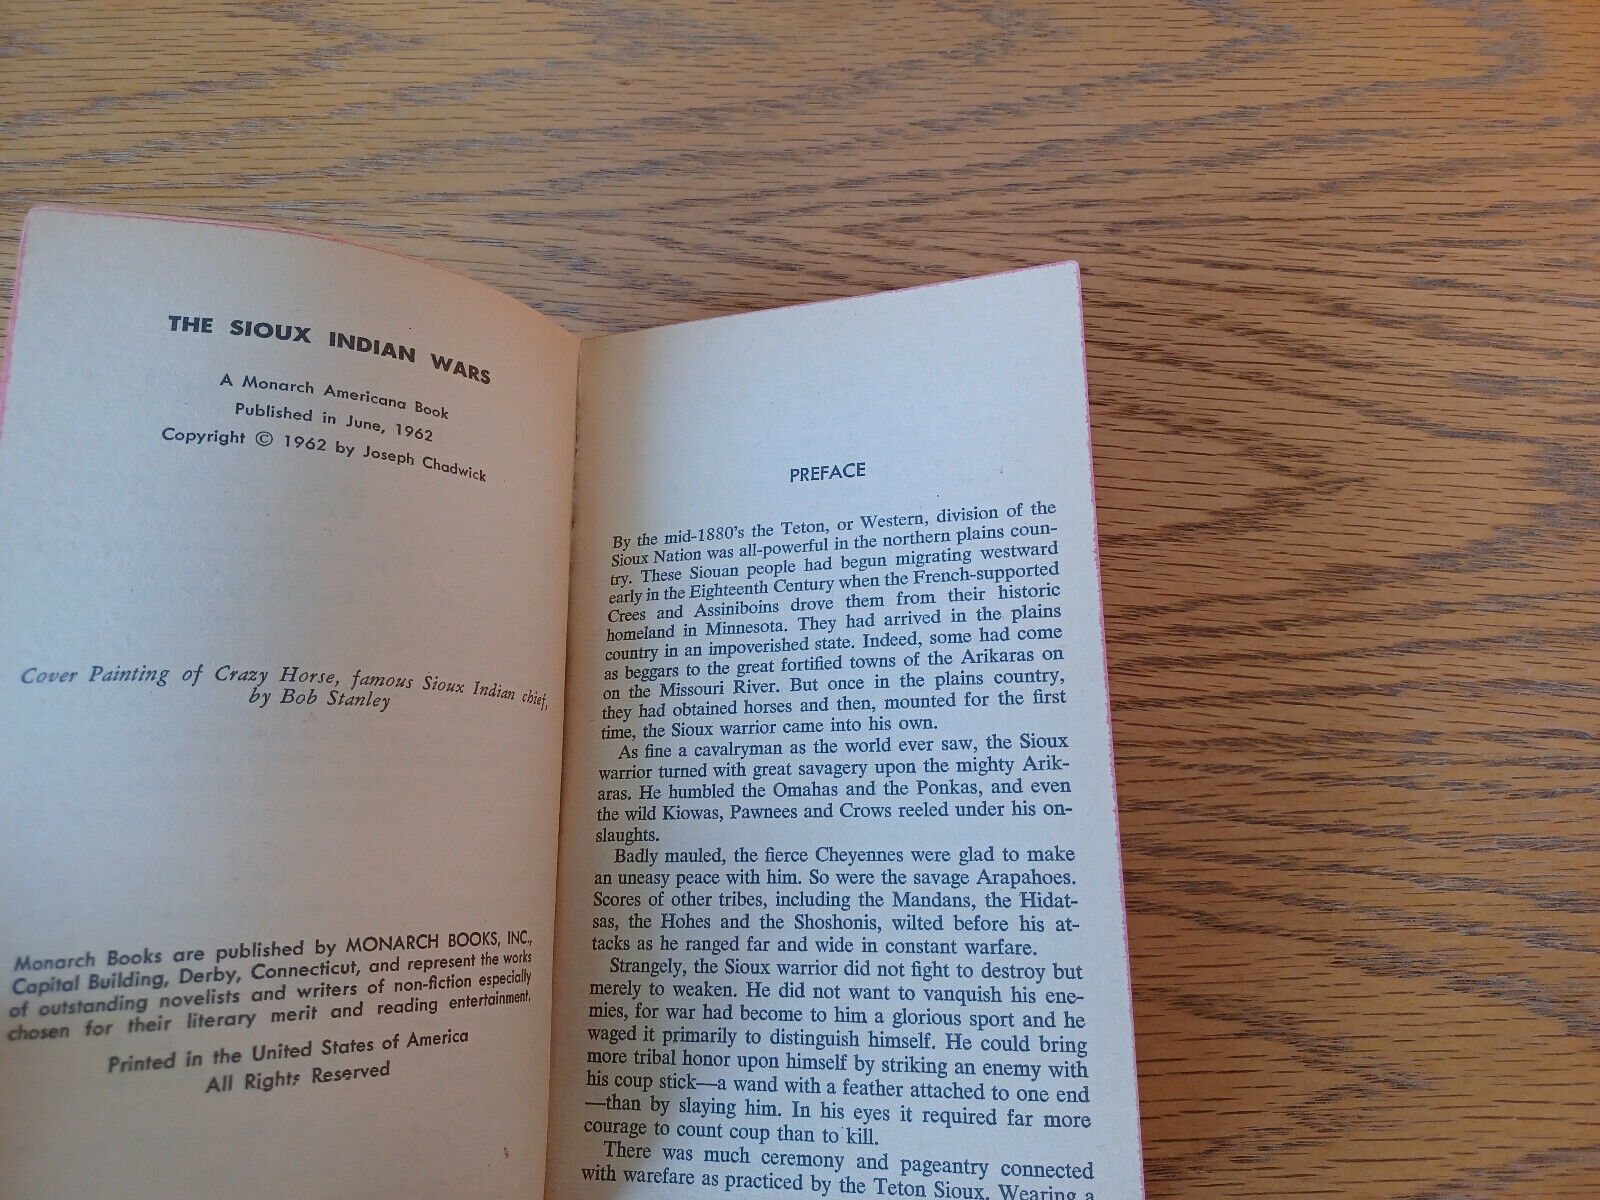 THE SIOUX INDIAN WARS
A Monarch Americana Book
Published in June, 1962
Copyright © 1962 by Joseph Chadwick
Cover Painting of Crazy Horse, famous Sioux Indian chief,
by Bob Stanley
Monarch Books are published by MONARCH BOOKS, INC.,
Capital Building, Derby, Connecticut, and represent the works
of outstanding novelists and writers of non-fiction especially
chosen for their literary merit and reading entertainment.
Printed in the United States of America
All Rights Reserved
PREFACE
By the mid-1880's the Teton, or Western, division of the
Sioux Nation was all-powerful in the northern plains coun-
try. These Siouan people had begun migrating westward
early in the Eighteenth Century when the French-supported
Crees and Assiniboins drove them from their historic
homeland in Minnesota. They had arrived in the plains
country in an impoverished state. Indeed, some had come
as beggars to the great fortified towns of the Arikaras on
on the Missouri River. But once in the plains country,
they had obtained horses and then, mounted for the first
time, the Sioux warrior came into his own.
As fine a cavalryman as the world ever saw, the Sioux
warrior turned with great savagery upon the mighty Arik-
aras. He humbled the Omahas and the Ponkas, and even
the wild Kiowas, Pawnees and Crows reeled under his on-
slaughts.
Badly mauled, the fierce Cheyennes were glad to make
an uneasy peace with him. So were the savage Arapahoes.
Scores of other tribes, including the Mandans, the Hidat-
sas, the Hohes and the Shoshonis, wilted before his at-
tacks as he ranged far and wide in constant warfare.
Strangely, the Sioux warrior did not fight to destroy but
merely to weaken. He did not want to vanquish his ene-
mies, for war had become to him a glorious sport and he
waged it primarily to distinguish himself. He could bring
more tribal honor upon himself by striking an enemy with
his coup stick—a wand with a feather attached to one end
—than by slaying him. In his eyes it required far more
courage to count coup than to kill.
There was much ceremony and pageantry connected
with warefare as practiced by the Teton Sioux. Wearing a